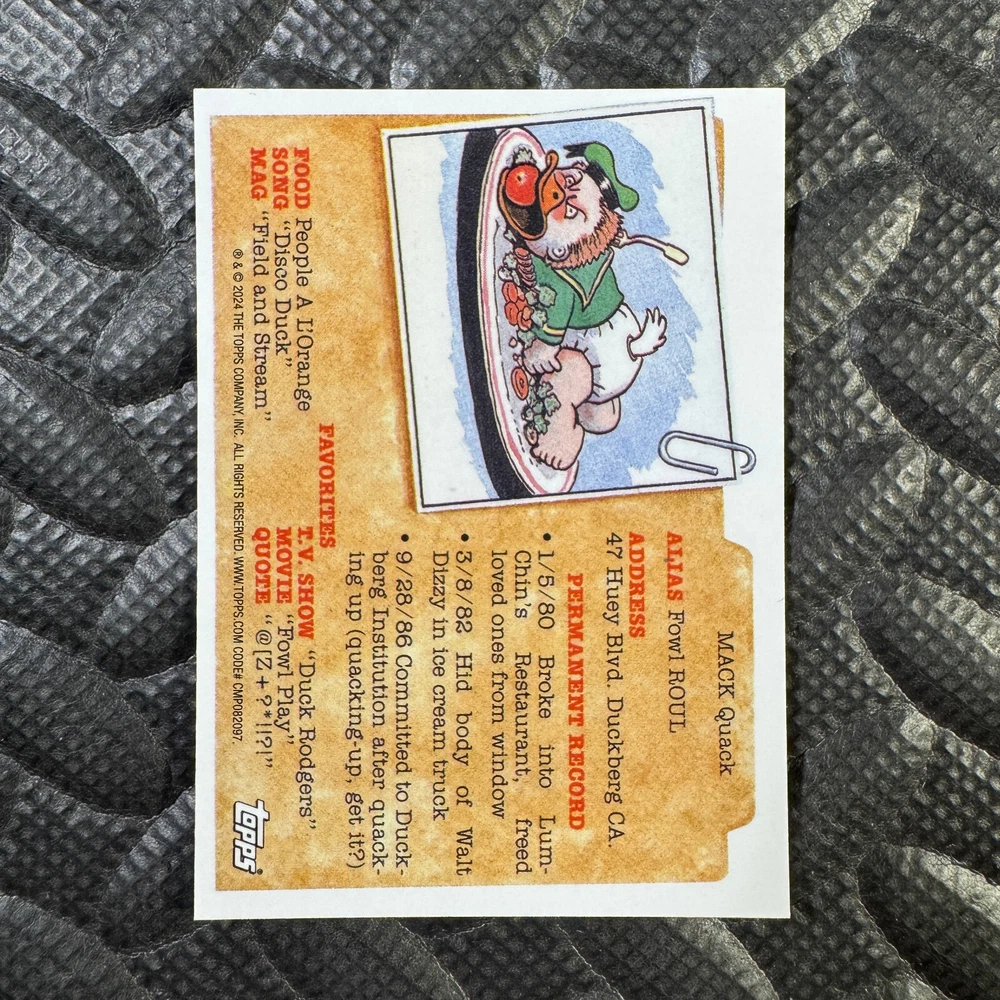 MACK Quack
ALIAS Fowl ROUL
ADDRESS
47 Huey Blvd. Duckberg CA.
PERMANENT RECORD
• 1/5/80 Broke into Lum-
Chin's Restaurant, freed
loved ones from window
• 3/8/82 Hid body of Walt
Dizzy in ice cream truck
• 9/28/86 Committed to Duck-
berg Institution after quack-
ing up (quacking-up, get it?)
FAVORITES
FOOD People A L'Orange
SONG "Disco Duck"
MAG "Field and Stream"
T.V. SHOW "Duck Rodgers"
MOVIE "Fowl Play"
QUOTE "@[Z+?*!!?!"
® & © 2024 THE TOPPS COMPANY, INC. ALL RIGHTS RESERVED. WWW.TOPPS.COM CODE# CMP082097.
topps®